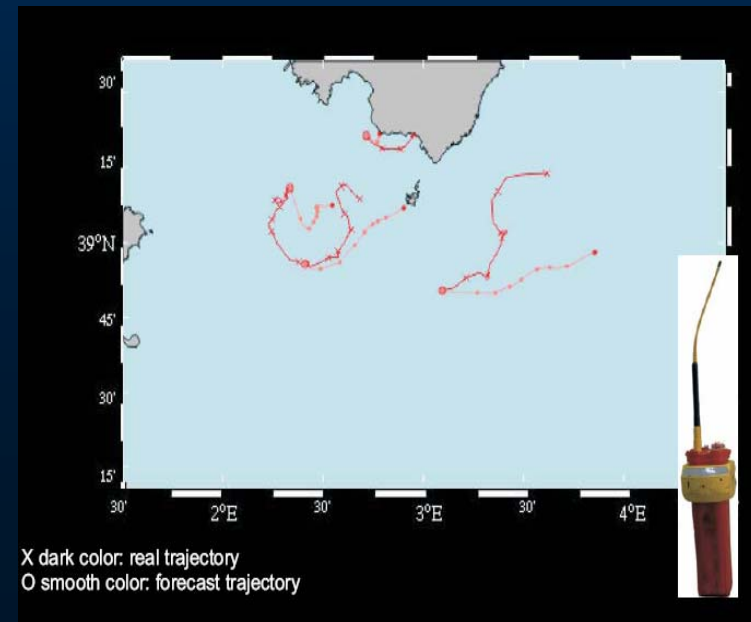 30'
15'
39°N
45'
30'
15'
30'
2°E
30'
3°E
30'
4°E
X dark color: real trajectory
O smooth color: forecast trajectory